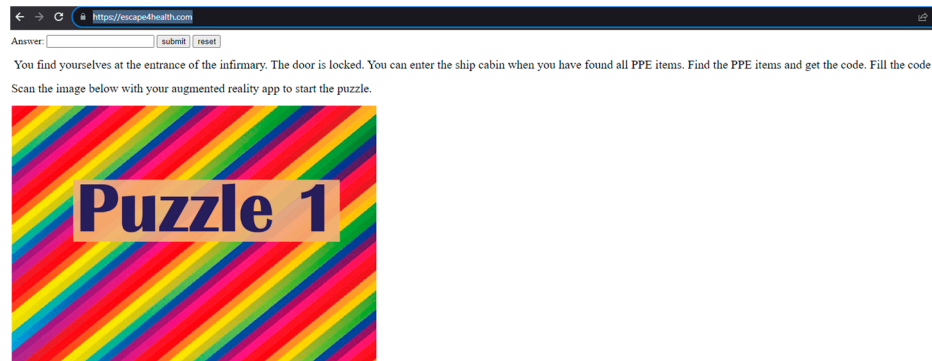 https://escape4health.com
Answer: submit reset
You find yourselves at the entrance of the infirmary. The door is locked. You can enter the ship cabin when you have found all PPE items. Find the PPE items and get the code. Fill the code
Scan the image below with your augmented reality app to start the puzzle.
Puzzle 1